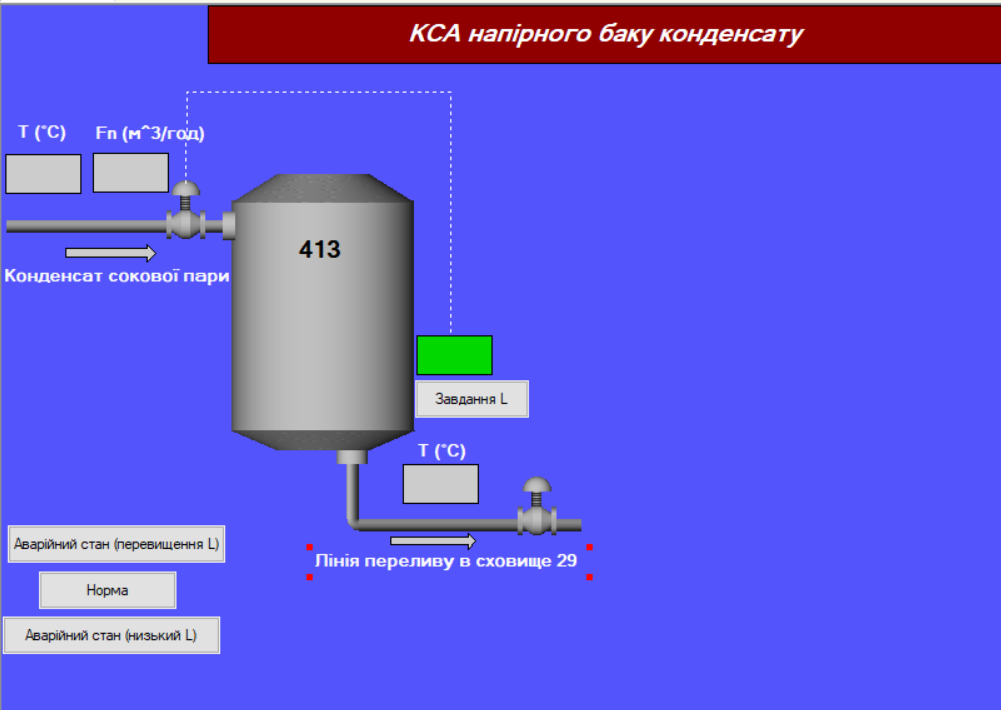 КСА напірного баку конденсату
T (°C)
Fn (м^3/год)
413
Конденсат сокової пари
Завдання L
T (°C)
Аварійний стан (перевищення L)
Лінія переливу в сховище 29
Норма
Аварійний стан (низький L)